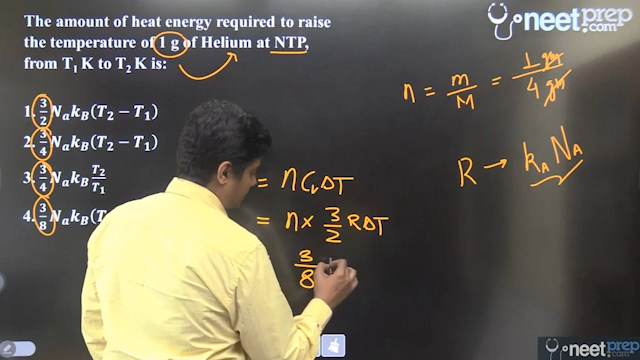 The amount of heat energy required to raise
the temperature of 1 g of Helium at NTP,
from T₁ K to T₂ K is:
1. 3/2 NₐkB(T₂ − T₁)
2. 3/4 NₐkB(T₂ − T₁)
3. 3/4 NₐkB T₂/T₁
4. 3/8 NₐkB(T
neetprep
.com
n = m/M = 1 gm/4 gm
R → kA NA
= nCvΔT
= n × 3/2 RΔT
3/8
neetprep
.com